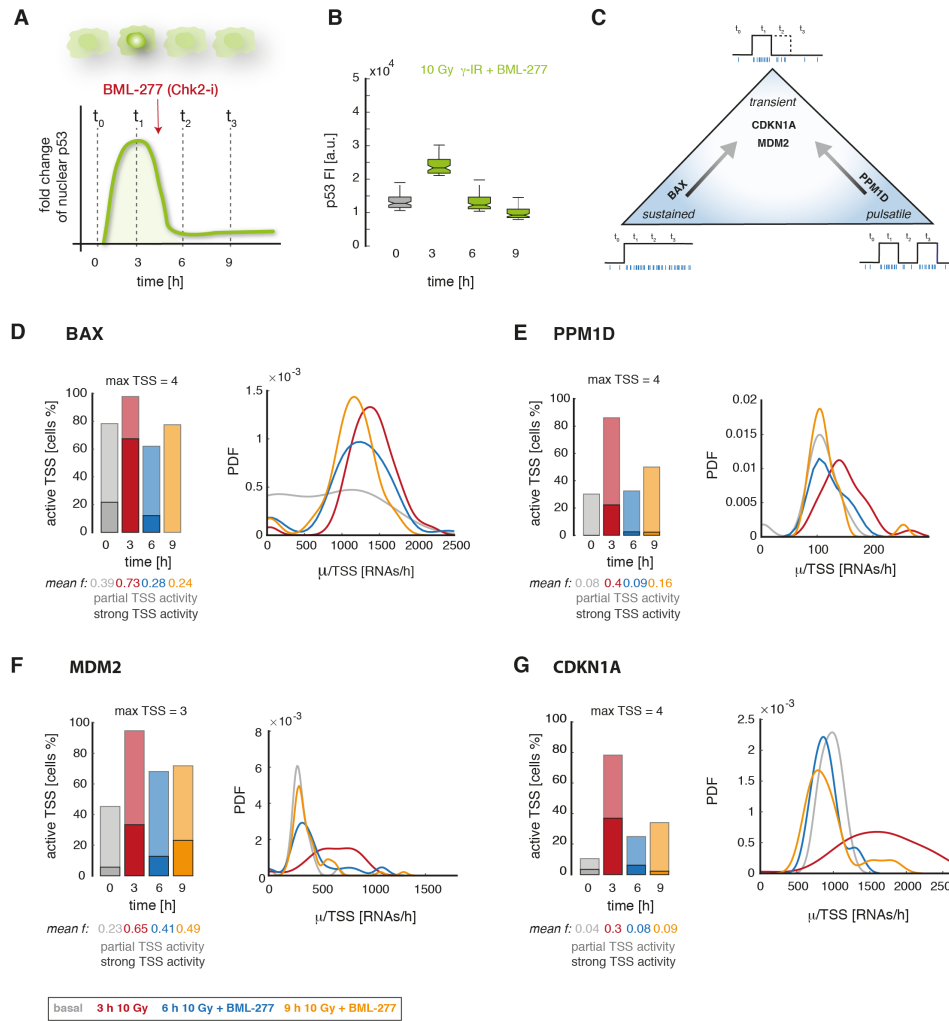 A
BML-277 (Chk2-i)
t0 t1 t2 t3
fold change
of nuclear p53
0 3 6 9
time [h]
B
×10^4
10 Gy γ-IR + BML-277
p53 FI [a.u.]
5
4
3
2
1
0
0 3 6 9
time [h]
C
t0 t1 t2 t3
transient
CDKN1A
MDM2
BAX
PPM1D
sustained
pulsatile
t0 t1 t2 t3
t0 t1 t2 t3
D BAX
max TSS = 4
active TSS [cells %]
100
80
60
40
20
0
0 3 6 9
time [h]
mean f: 0.39 0.73 0.28 0.24
partial TSS activity
strong TSS activity
×10^-3
PDF
1.5
1
0.5
0
0 500 1000 1500 2000 2500
μ/TSS [RNAs/h]
E PPM1D
max TSS = 4
active TSS [cells %]
100
80
60
40
20
0
0 3 6 9
time [h]
mean f: 0.08 0.4 0.09 0.16
partial TSS activity
strong TSS activity
PDF
0.02
0.015
0.01
0.005
0
0 100 200
μ/TSS [RNAs/h]
F MDM2
max TSS = 3
active TSS [cells %]
100
80
60
40
20
0
0 3 6 9
time [h]
mean f: 0.23 0.65 0.41 0.49
partial TSS activity
strong TSS activity
×10^-3
PDF
8
6
4
2
0
0 500 1000 1500
μ/TSS [RNAs/h]
G CDKN1A
max TSS = 4
active TSS [cells %]
100
80
60
40
20
0
0 3 6 9
time [h]
mean f: 0.04 0.3 0.08 0.09
partial TSS activity
strong TSS activity
×10^-3
PDF
2.5
2
1.5
1
0.5
0
0 500 1000 1500 2000
μ/TSS [RNAs/h]
basal 3 h 10 Gy 6 h 10 Gy + BML-277 9 h 10 Gy + BML-277